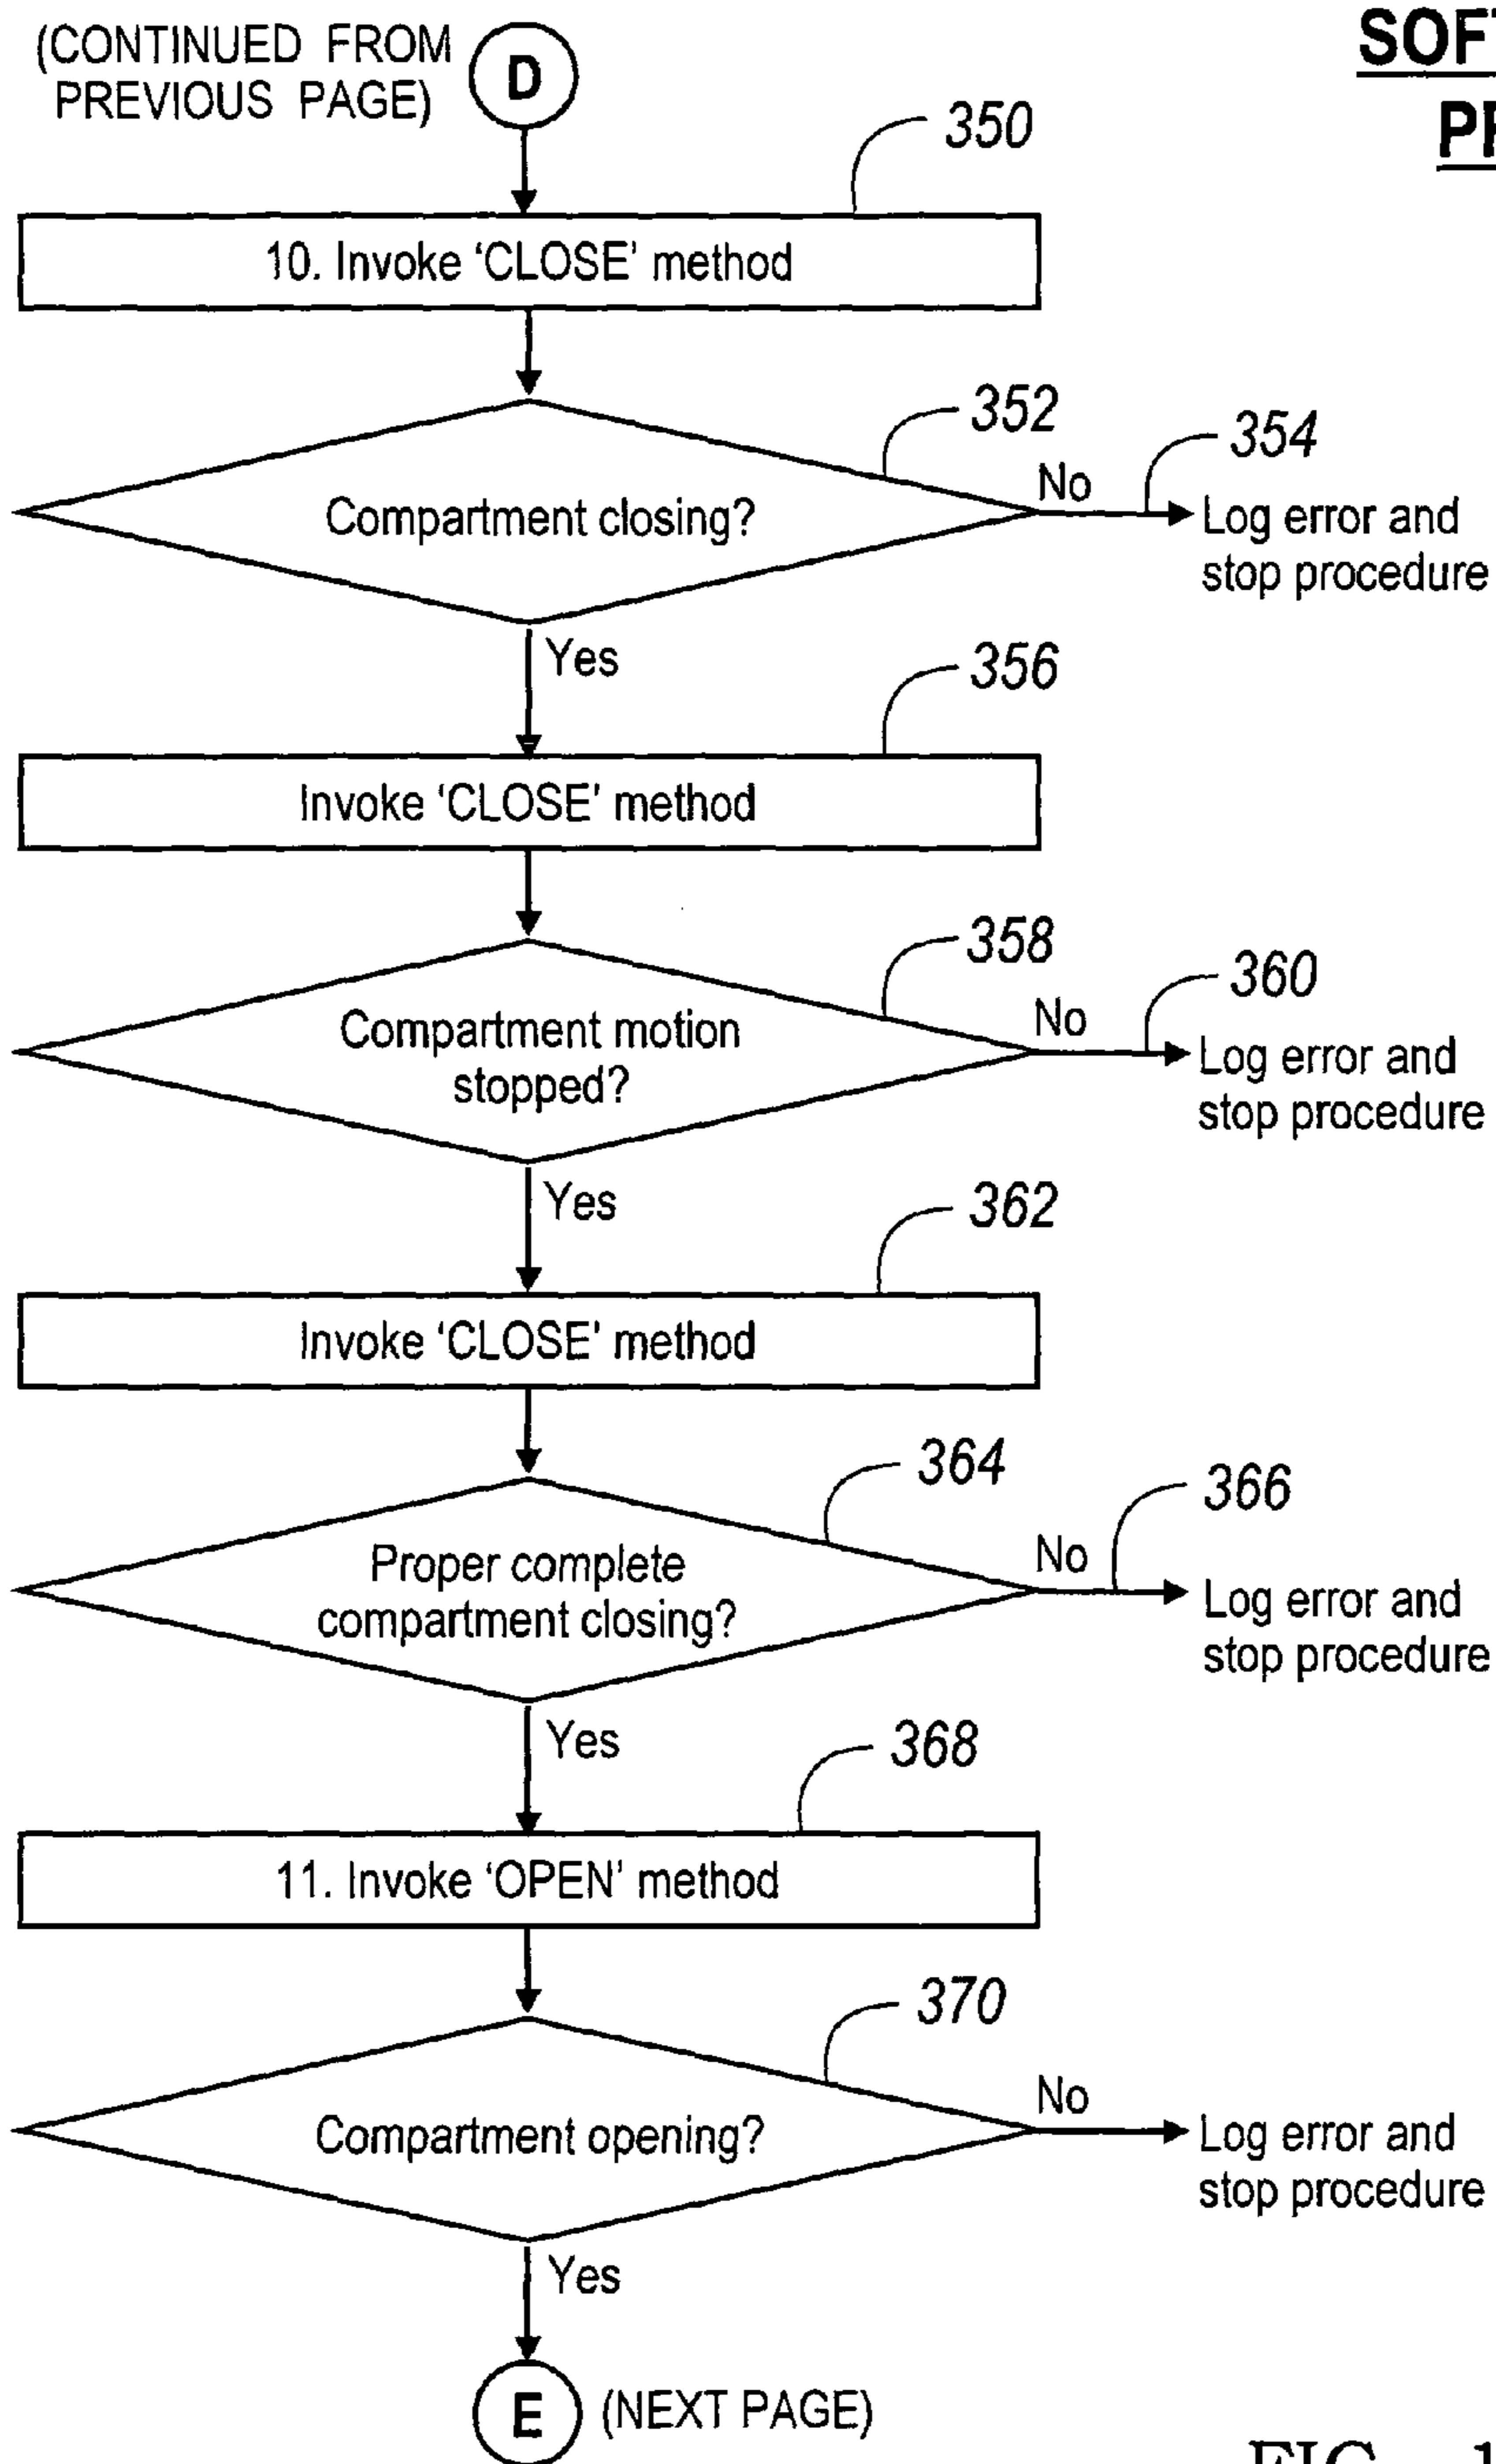 (CONTINUED FROM
PREVIOUS PAGE)
D
350
10. Invoke ‘CLOSE’ method
352
Compartment closing?
No
354
Log error and
stop procedure
Yes
356
Invoke ‘CLOSE’ method
358
Compartment motion
stopped?
No
360
Log error and
stop procedure
Yes
362
Invoke ‘CLOSE’ method
364
Proper complete
compartment closing?
No
366
Log error and
stop procedure
Yes
368
11. Invoke ‘OPEN’ method
370
Compartment opening?
No
Log error and
stop procedure
Yes
E
(NEXT PAGE)